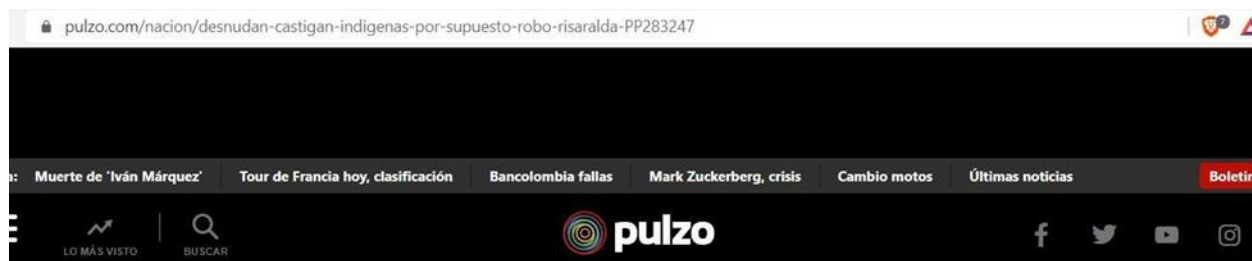 pulzo.com/nacion/desnudan-castigan-indigenas-por-supuesto-robo-risaralda-PP283247
7
Muerte de 'Iván Márquez' Tour de Francia hoy, clasificación Bancolombia fallas Mark Zuckerberg, crisis Cambio motos Últimas noticias
LO MÁS VISTO BUSCAR pulzo